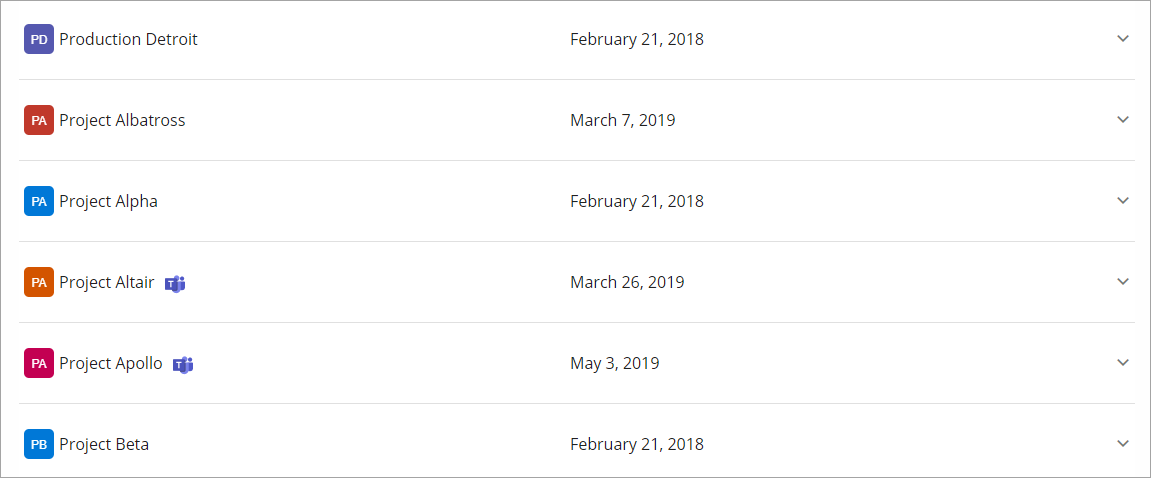 PD Production Detroit February 21, 2018
PA Project Albatross March 7, 2019
PA Project Alpha February 21, 2018
PA Project Altair T March 26, 2019
PA Project Apollo T May 3, 2019
PB Project Beta February 21, 2018